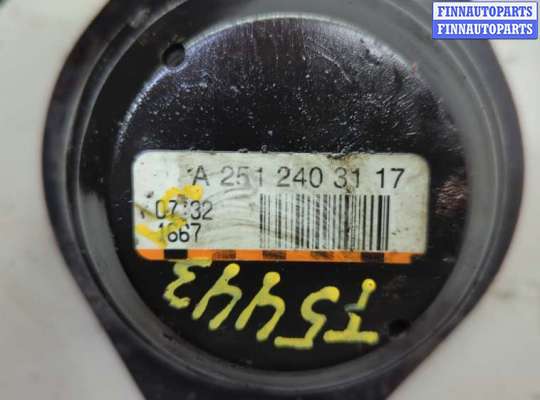 FINNAUTOPARTS
FINNAUTOPARTS
A 251 240 31 17
07:32
1667
T5443